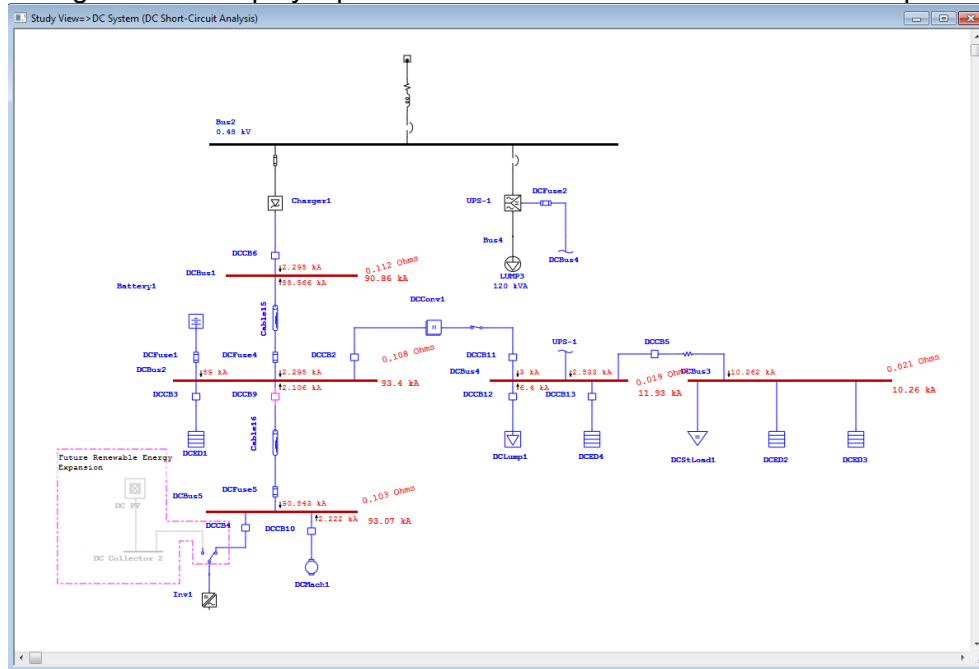 Study View=>DC System (DC Short-Circuit Analysis)
Bus2
0.48 kV
Charger1
UPS-1
DCFuse2
Bus4
DCBus4
LUMP3
120 kVA
DCCB6
DCBus1
2.295 kA
0.112 Ohms
90.86 kA
88.566 kA
Battery1
Cable15
DCConv1
DCFuse1
DCFuse4
DCCB2
0.108 Ohms
DCCB11
UPS-1
DCCB5
DCBus2
2.295 kA
93.4 kA
2.106 kA
DCCB3
DCCB9
DCBus4
3 kA
2.533 kA
0.019 Ohms
11.93 kA
6.4 kA
DCBus3
10.262 kA
0.021 Ohms
10.26 kA
DCCB12
DCCB13
DCED1
Cable16
DCLump1
DCED4
DCStLoad1
DCED2
DCED3
Future Renewable Energy
Expansion
DC PV
DC Collector 2
DCBus5
DCFuse5
90.843 kA
0.103 Ohms
93.07 kA
2.222 kA
DCCB4
DCCB10
DCMach1
Inv1